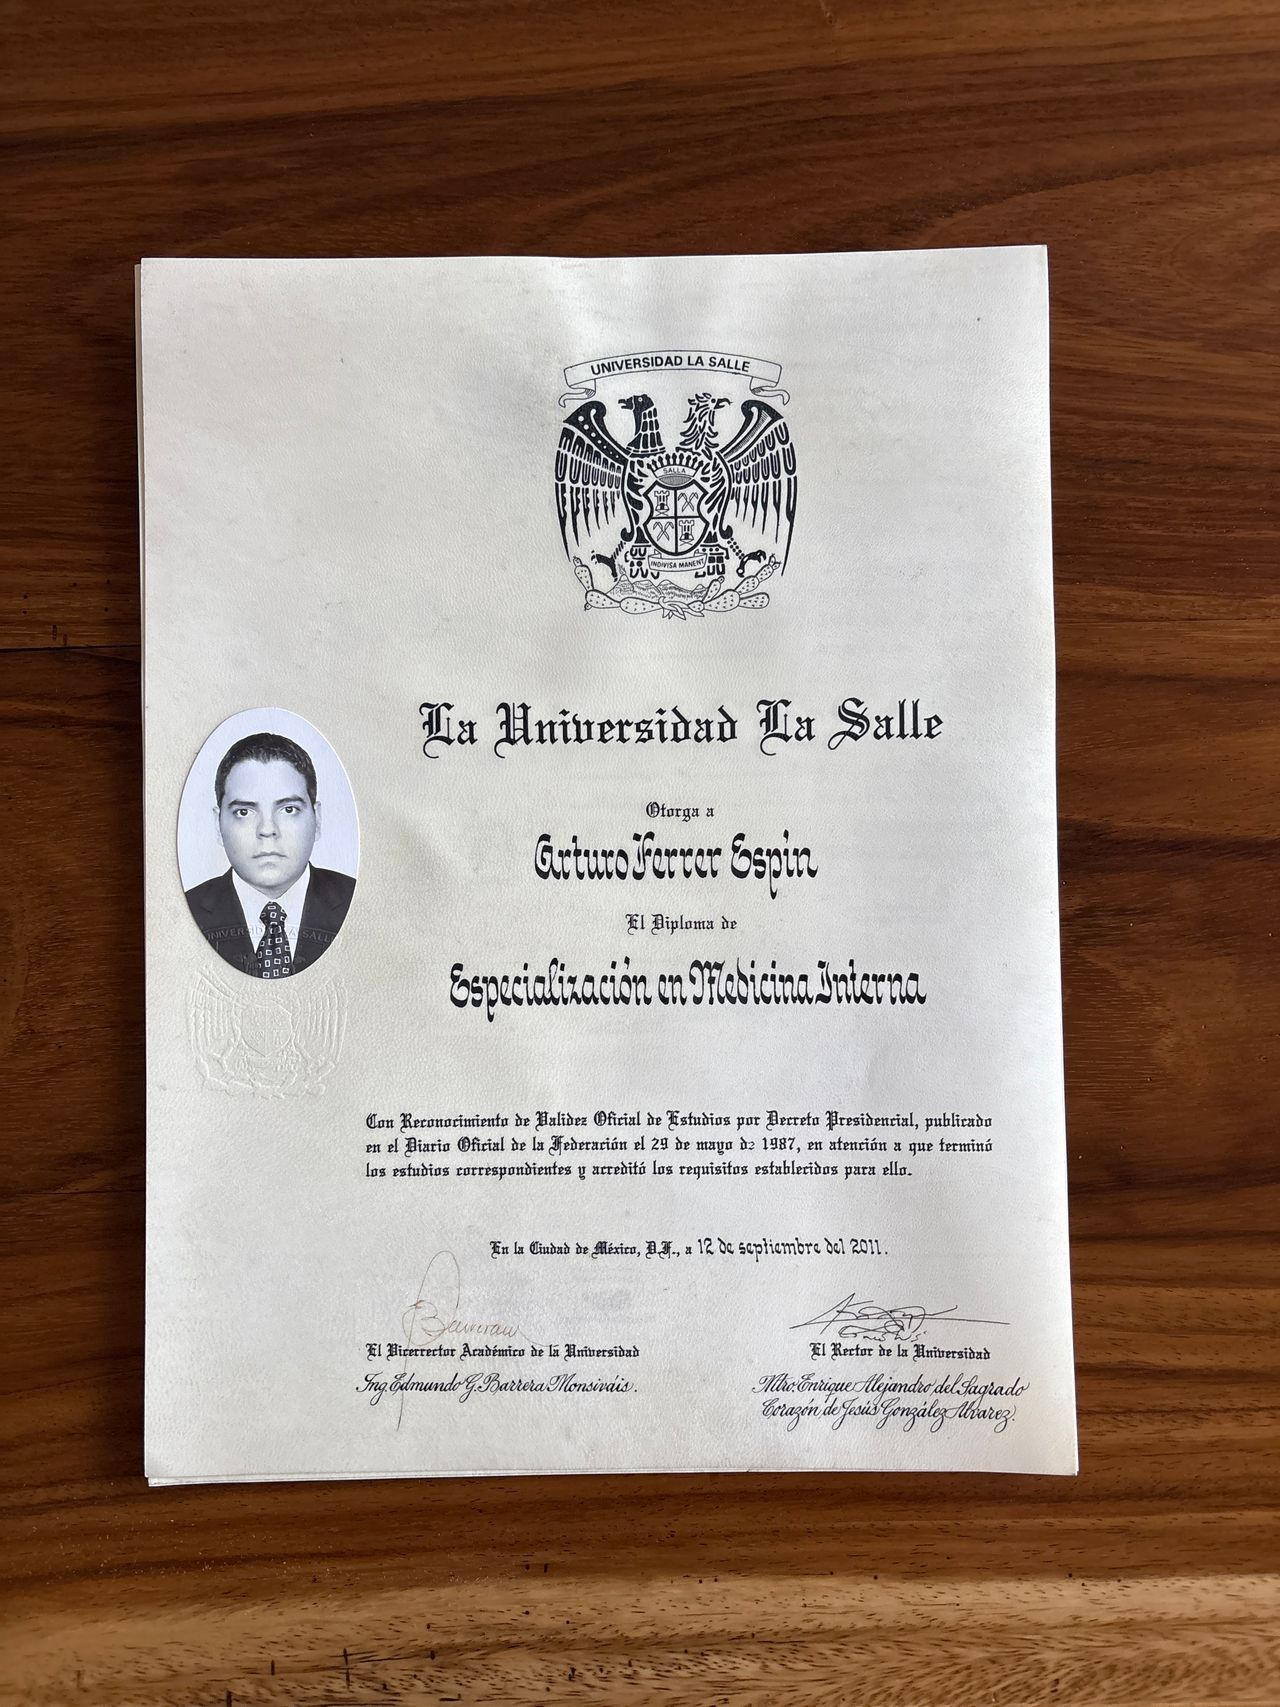 UNIVERSIDAD LA SALLE
SALLA
INDIVISA MANENT
La Universidad La Salle
Otorga a
Arturo Ferrer Espin
El Diploma de
Especialización en Medicina Interna
UNIVERSIDAD LA SALLE
Con Reconocimiento de Validez Oficial de Estudios por Decreto Presidencial, publicado
en el Diario Oficial de la Federación el 29 de mayo de 1987, en atención a que terminó
los estudios correspondientes y acreditó los requisitos establecidos para ello.
En la Ciudad de México, D.F., a 12 de septiembre del 2011.
El Vicerrector Académico de la Universidad
Ing. Edmundo G. Barrera Monsiváis.
El Rector de la Universidad
Mtro. Enrique Alejandro del Sagrado
Corazón de Jesús González Alvarez.